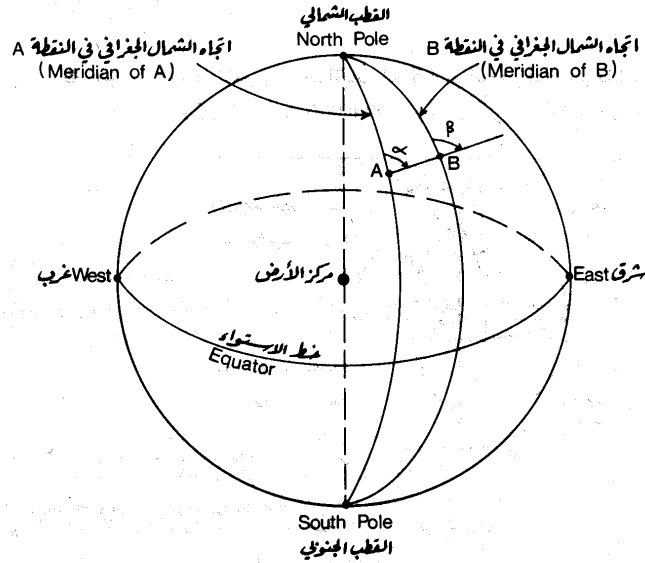 القطب الشمالي
North Pole
اتجاه الشمال الجغرافي في النقطة A
(Meridian of A)
اتجاه الشمال الجغرافي في النقطة B
(Meridian of B)
α
β
A
B
غرب West
مركز الأرض
East شرق
خط الاستواء
Equator
South Pole
القطب الجنوبي